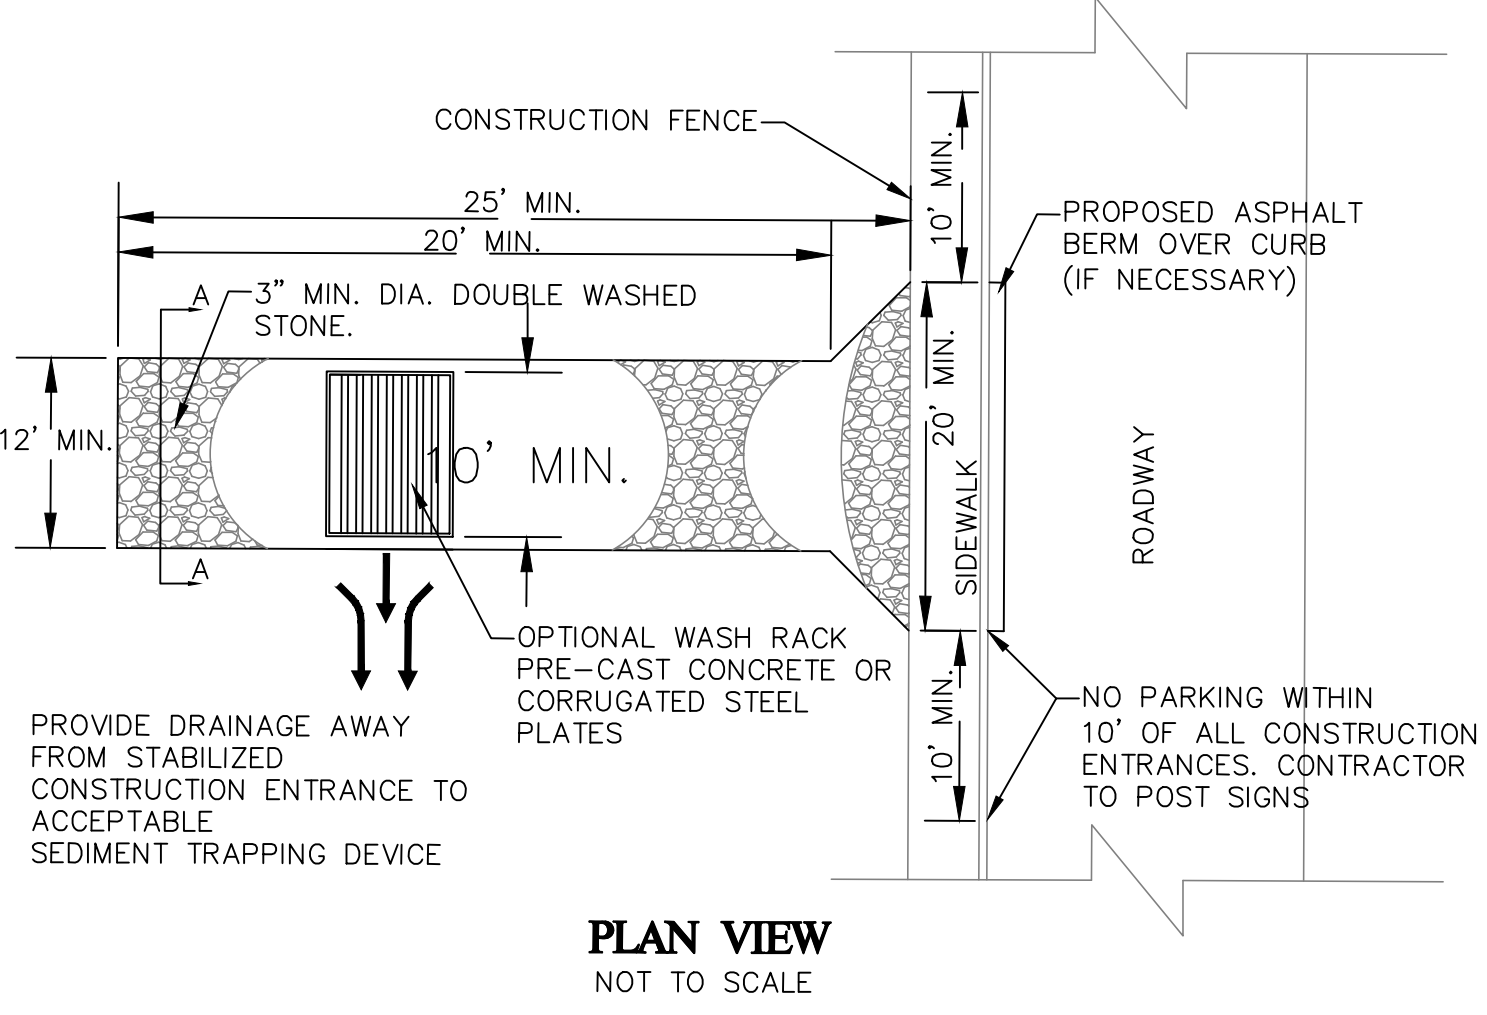 CONSTRUCTION FENCE
10' MIN.
25' MIN.
20' MIN.
PROPOSED ASPHALT
BERM OVER CURB
(IF NECESSARY)
A
3" MIN. DIA. DOUBLE WASHED
STONE.
20' MIN.
12' MIN.
10' MIN.
SIDEWALK
ROADWAY
A
OPTIONAL WASH RACK
PRE-CAST CONCRETE OR
CORRUGATED STEEL
PLATES
10' MIN.
NO PARKING WITHIN
10' OF ALL CONSTRUCTION
ENTRANCES. CONTRACTOR
TO POST SIGNS
PROVIDE DRAINAGE AWAY
FROM STABILIZED
CONSTRUCTION ENTRANCE TO
ACCEPTABLE
SEDIMENT TRAPPING DEVICE
PLAN VIEW
NOT TO SCALE